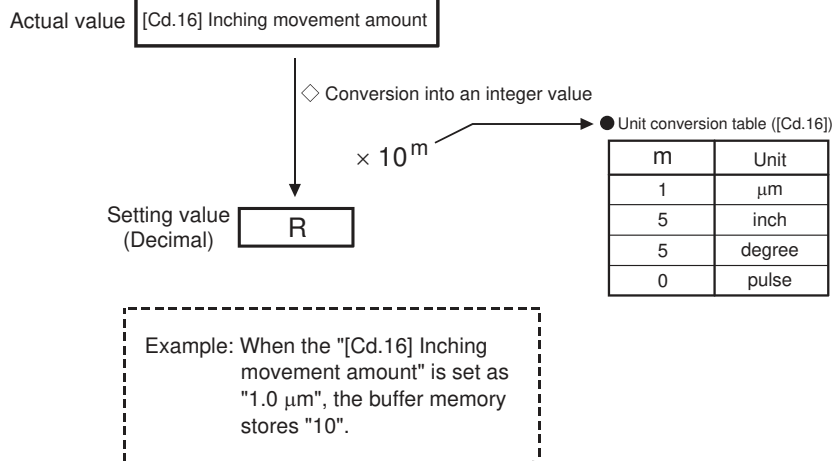 Actual value [Cd.16] Inching movement amount
◇ Conversion into an integer value
× 10^m
● Unit conversion table ([Cd.16])
m Unit
1 μm
5 inch
5 degree
0 pulse
Setting value
(Decimal)
R
Example: When the "[Cd.16] Inching
movement amount" is set as
"1.0 μm", the buffer memory
stores "10".